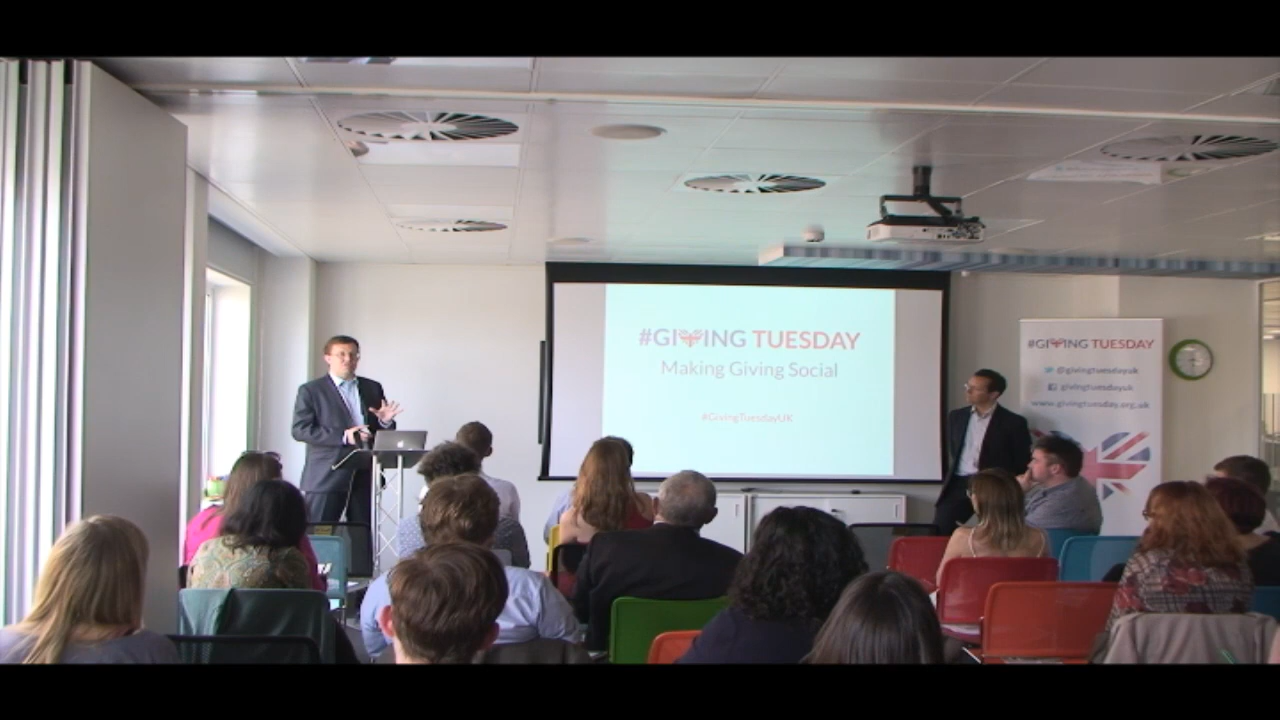 #GIVING TUESDAY
Making Giving Social
#GivingTuesdayUK
#GIVING TUESDAY
@givingtuesdayuk
givingtuesdayuk
www.givingtuesday.org.uk